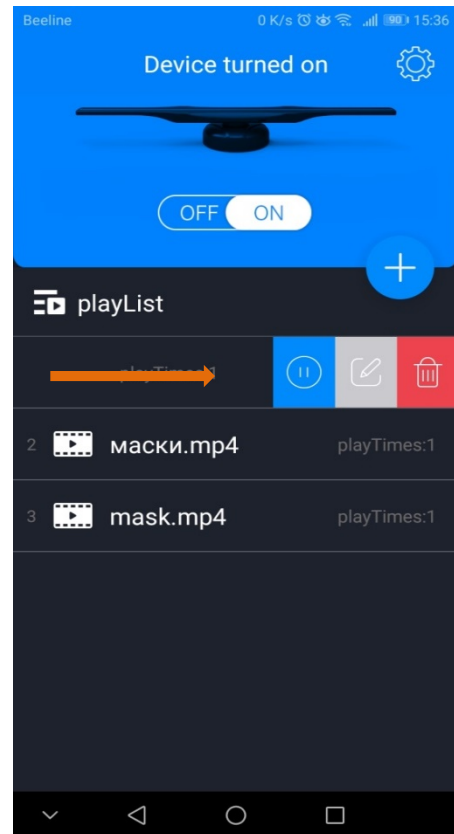 Beeline 0 K/s 90 15:36
Device turned on
OFF ON
playList
playTimes:1
2 маски.mp4 playTimes:1
3 mask.mp4 playTimes:1